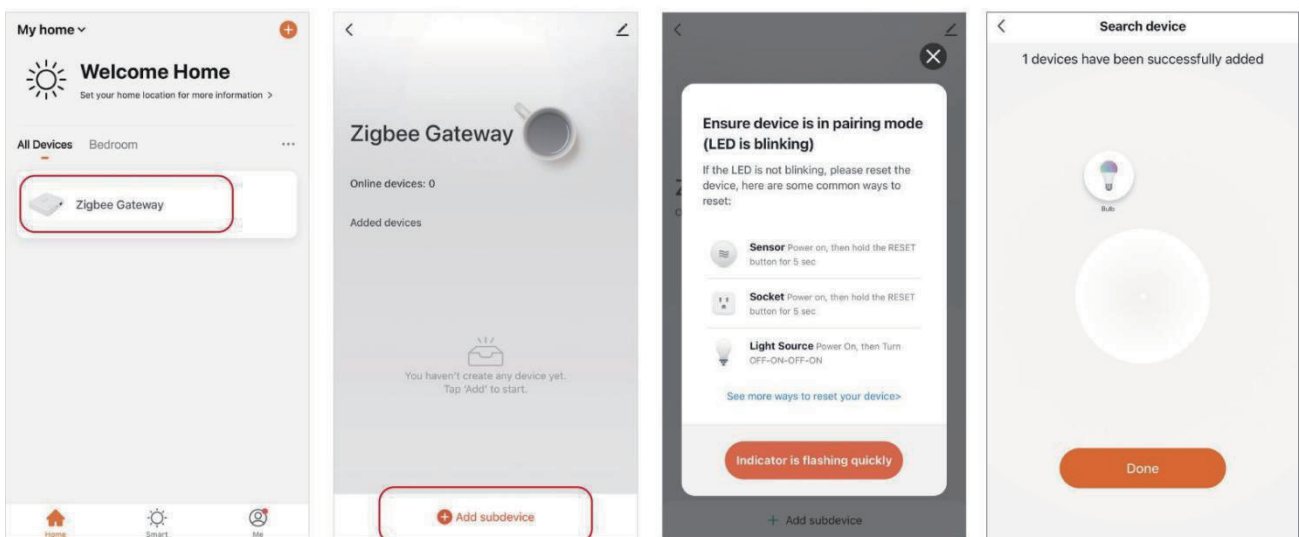 My home
Welcome Home
Set your home location for more information >
All Devices Bedroom
Zigbee Gateway
Home Smart Me
Zigbee Gateway
Online devices: 0
Added devices
You haven't create any device yet.
Tap 'Add' to start.
Add subdevice
Ensure device is in pairing mode
(LED is blinking)
If the LED is not blinking, please reset the
device, here are some common ways to
reset:
Sensor Power on, then hold the RESET
button for 5 sec
Socket Power on, then hold the RESET
button for 5 sec
Light Source Power On, then Turn
OFF-ON-OFF-ON
See more ways to reset your device>
Indicator is flashing quickly
+ Add subdevice
Search device
1 devices have been successfully added
Bulb
Done